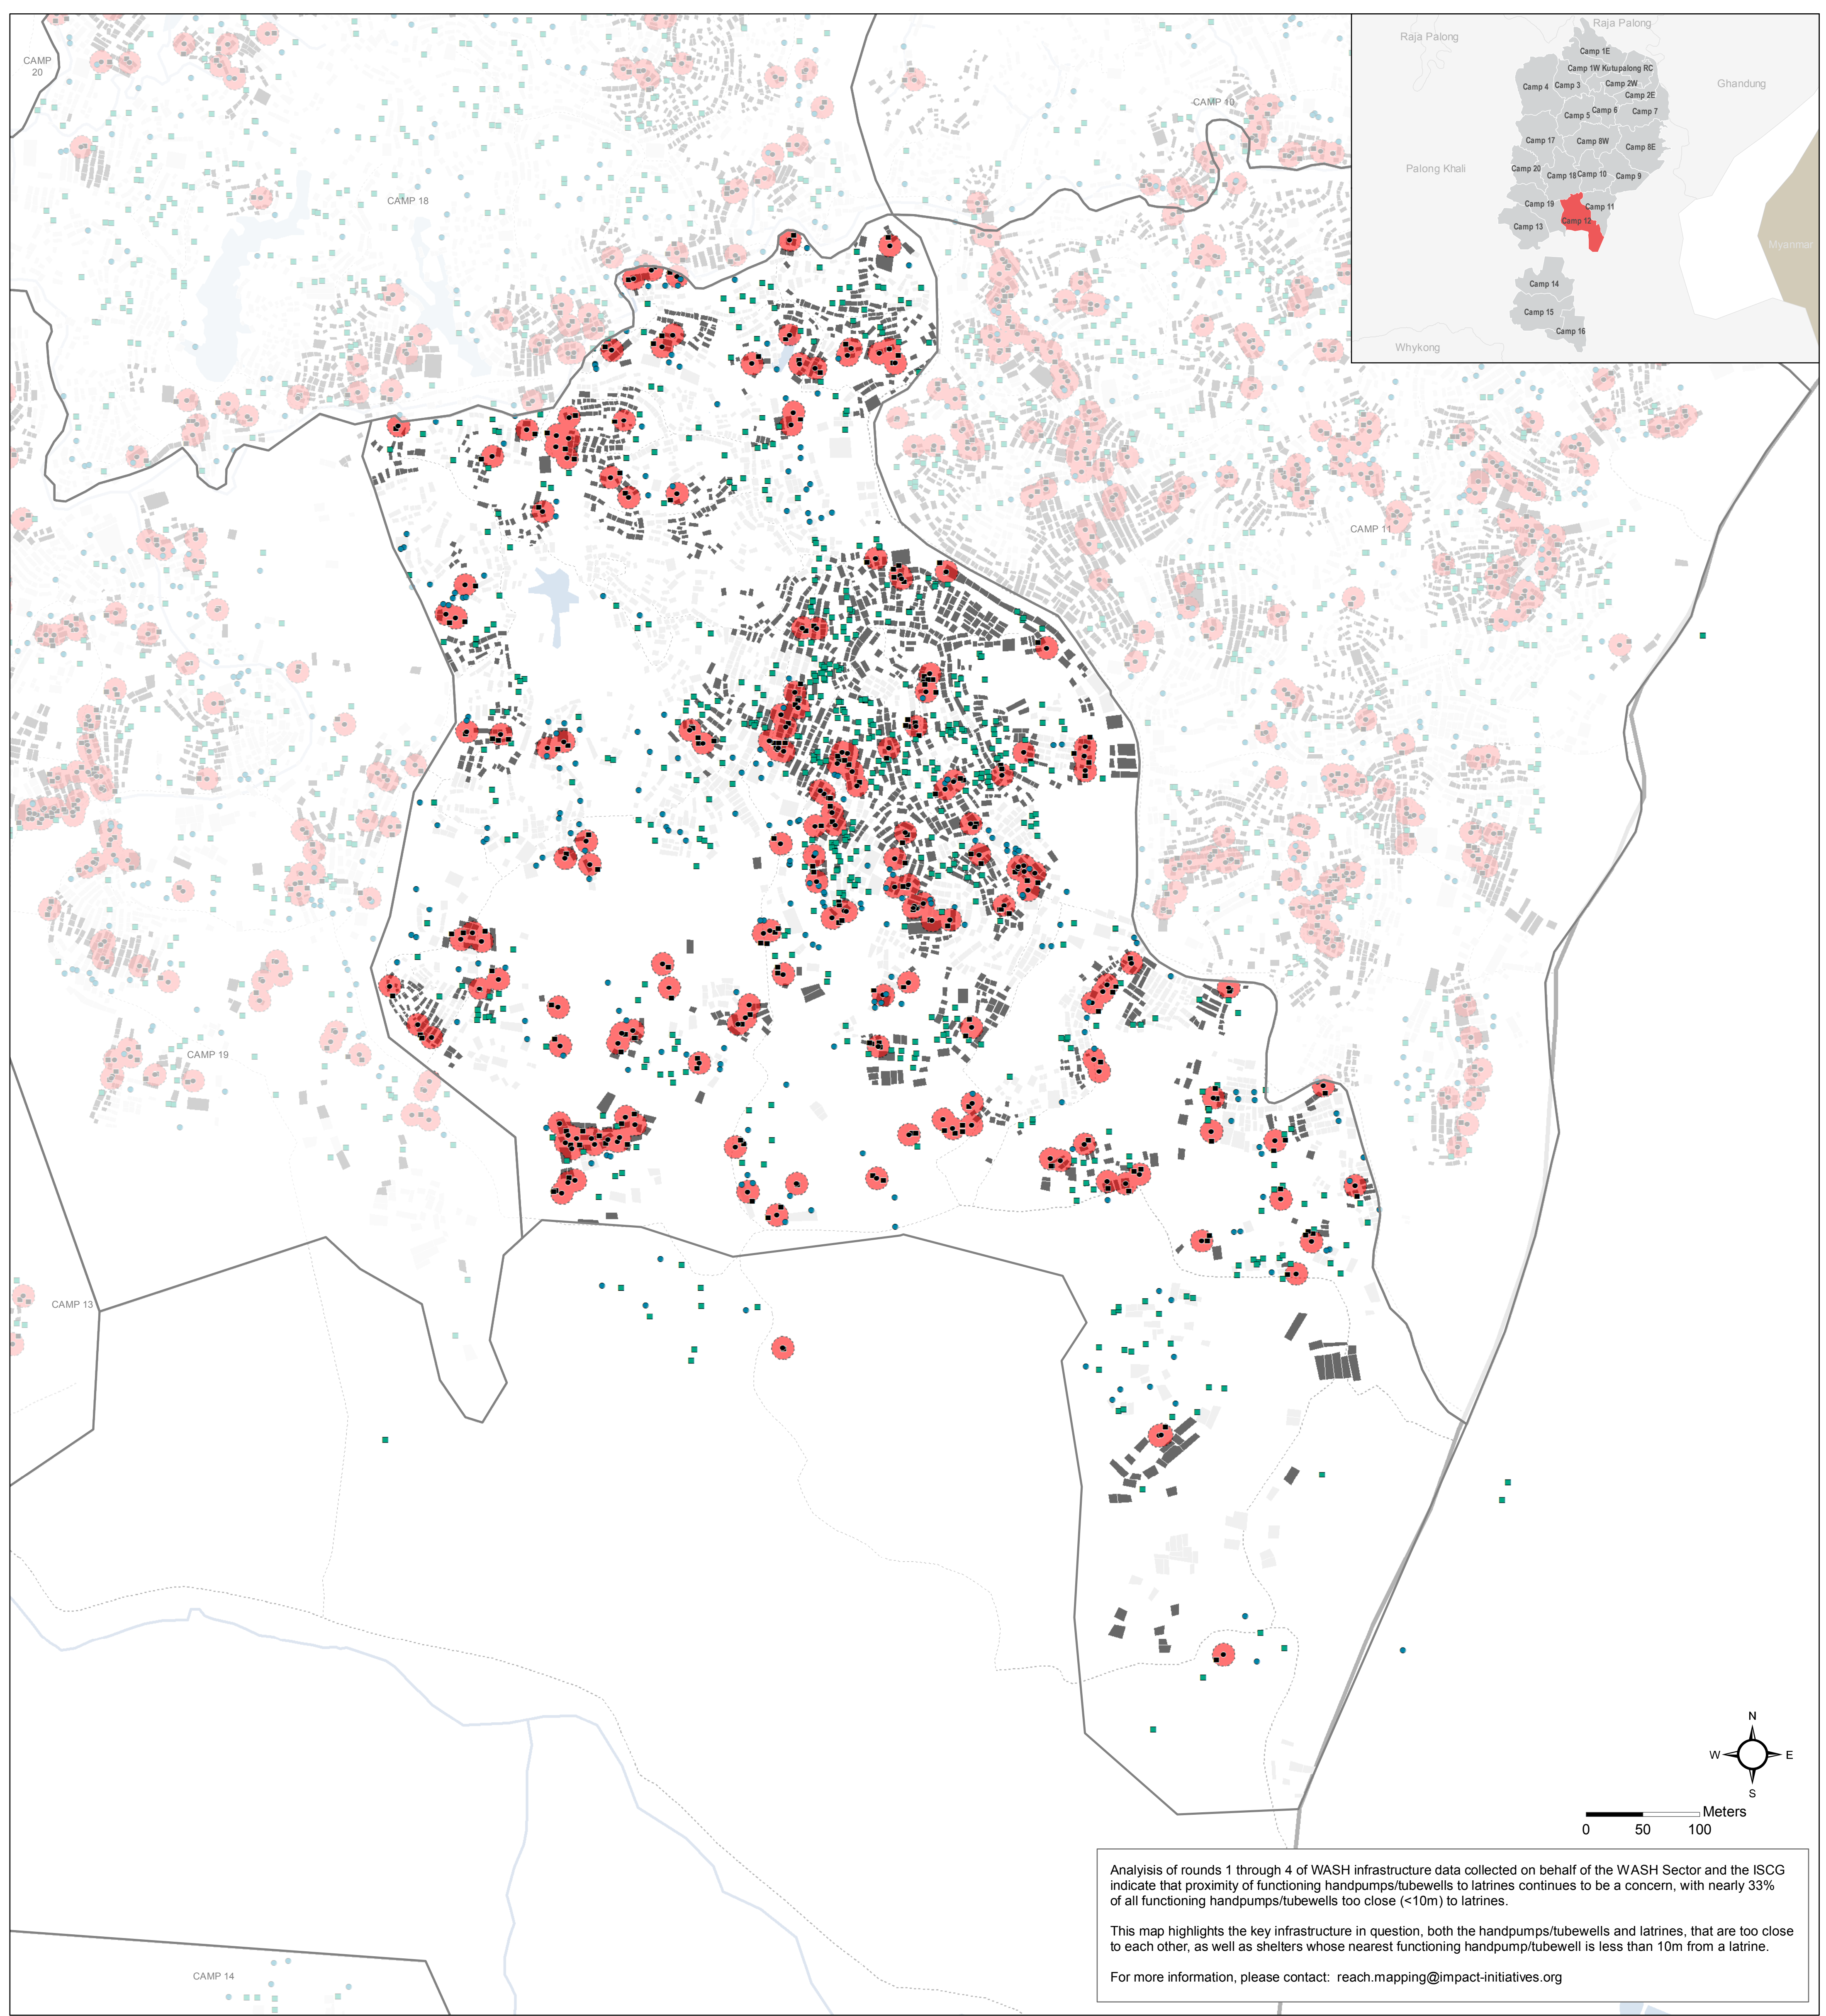 CAMP
20
CAMP 18
CAMP 10
CAMP 11
CAMP 19
CAMP 13
CAMP 14
Raja Palong
Raja Palong
Ghandung
Palong Khali
Whykong
Myanmar
Camp 1E
Camp 1W Kutupalong RC
Camp 4
Camp 3
Camp 2W
Camp 2E
Camp 5
Camp 6
Camp 7
Camp 17
Camp 8W
Camp 8E
Camp 20
Camp 18
Camp 10
Camp 9
Camp 19
Camp 11
Camp 12
Camp 13
Camp 14
Camp 15
Camp 16
N
W
E
S
Meters
0
50
100
Analyisis of rounds 1 through 4 of WASH infrastructure data collected on behalf of the WASH Sector and the ISCG
indicate that proximity of functioning handpumps/tubewells to latrines continues to be a concern, with nearly 33%
of all functioning handpumps/tubewells too close (<10m) to latrines.
This map highlights the key infrastructure in question, both the handpumps/tubewells and latrines, that are too close
to each other, as well as shelters whose nearest functioning handpump/tubewell is less than 10m from a latrine.
For more information, please contact: reach.mapping@impact-initiatives.org